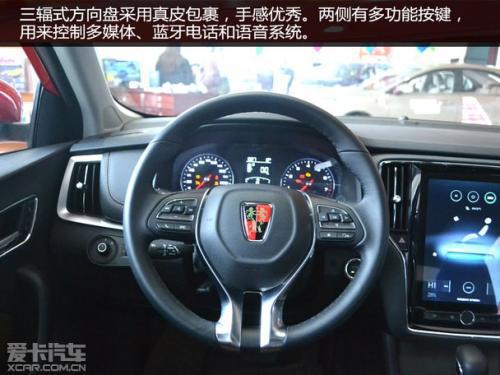 三辐式方向盘采用真皮包裹，手感优秀。两侧有多功能按键，
用来控制多媒体、蓝牙电话和语音系统。
HI
爱卡汽车
XCAR.COM.CN